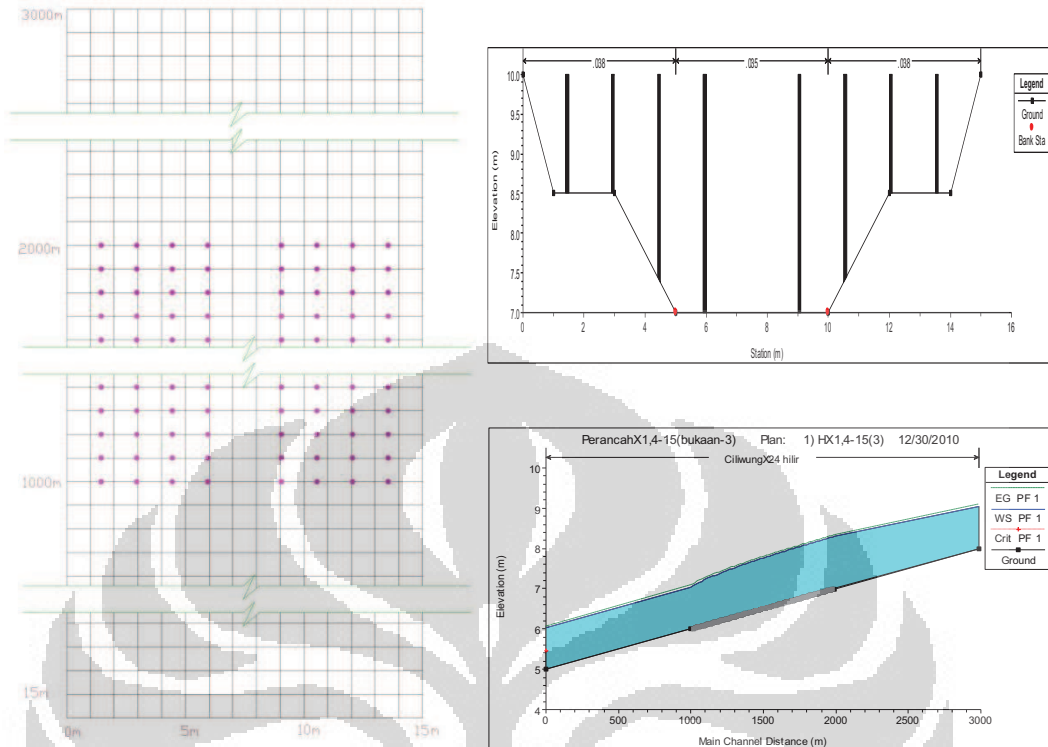 3000m
2000m
1000m
15m
0m
5m
10m
15m
.038
.035
.038
10.0
9.5
9.0
8.5
8.0
7.5
7.0
Elevation (m)
0
2
4
6
8
10
12
14
16
Station (m)
Legend
Ground
Bank Sta
PerancahX1,4-15(bukaan-3) Plan: 1) HX1,4-15(3) 12/30/2010
CiliwungX24 hilir
10
9
8
7
6
5
4
Elevation (m)
0
500
1000
1500
2000
2500
3000
Main Channel Distance (m)
Legend
EG PF 1
WS PF 1
Crit PF 1
Ground